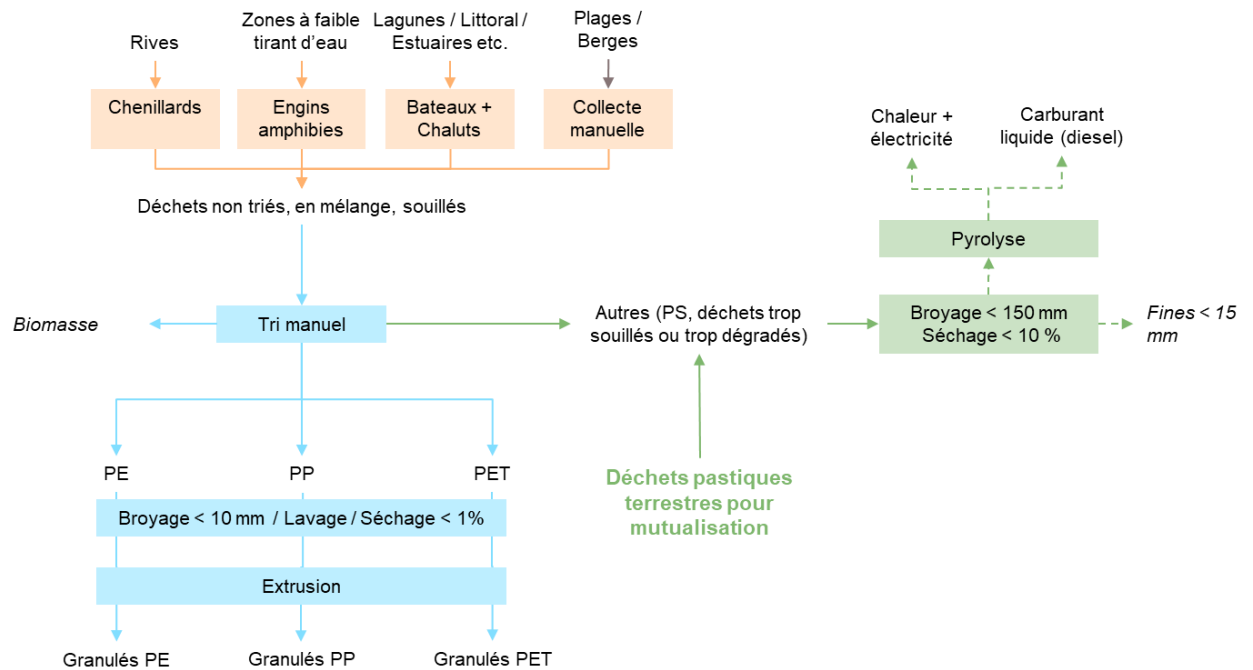 Rives
Zones à faible
tirant d'eau
Lagunes / Littoral /
Estuaires etc.
Plages /
Berges
Chenillards
Engins
amphibies
Bateaux +
Chaluts
Collecte
manuelle
Chaleur +
électricité
Carburant
liquide (diesel)
Déchets non triés, en mélange, souillés
Pyrolyse
Biomasse
Tri manuel
Autres (PS, déchets trop
souillés ou trop dégradés)
Broyage < 150 mm
Séchage < 10 %
Fines < 15
mm
PE
PP
PET
Déchets pastiques
terrestres pour
mutualisation
Broyage < 10 mm / Lavage / Séchage < 1%
Extrusion
Granulés PE
Granulés PP
Granulés PET